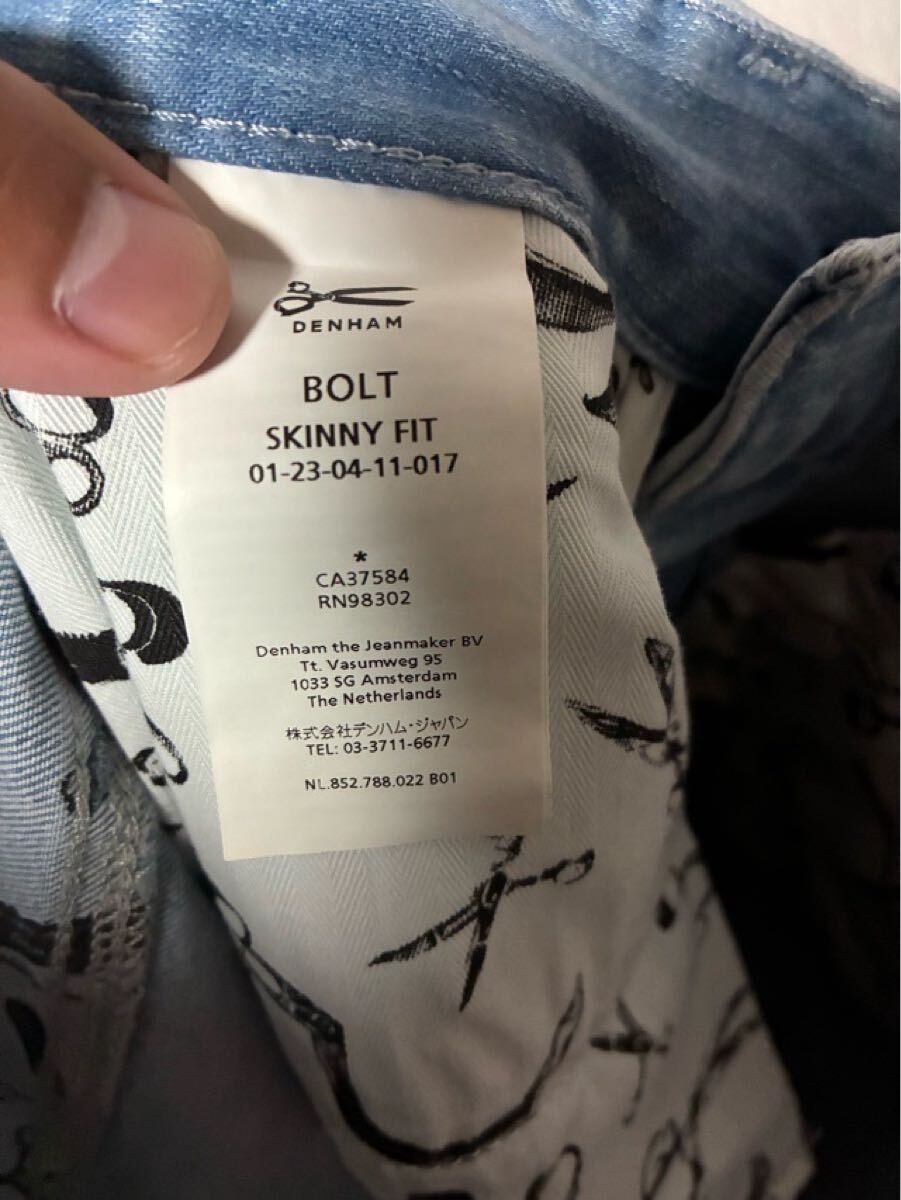 DENHAM
BOLT
SKINNY FIT
01-23-04-11-017
*
CA37584
RN98302
Denham the Jeanmaker BV
Tt. Vasumweg 95
1033 SG Amsterdam
The Netherlands
株式会社デンハム・ジャパン
TEL: 03-3711-6677
NL.852.788.022 B01